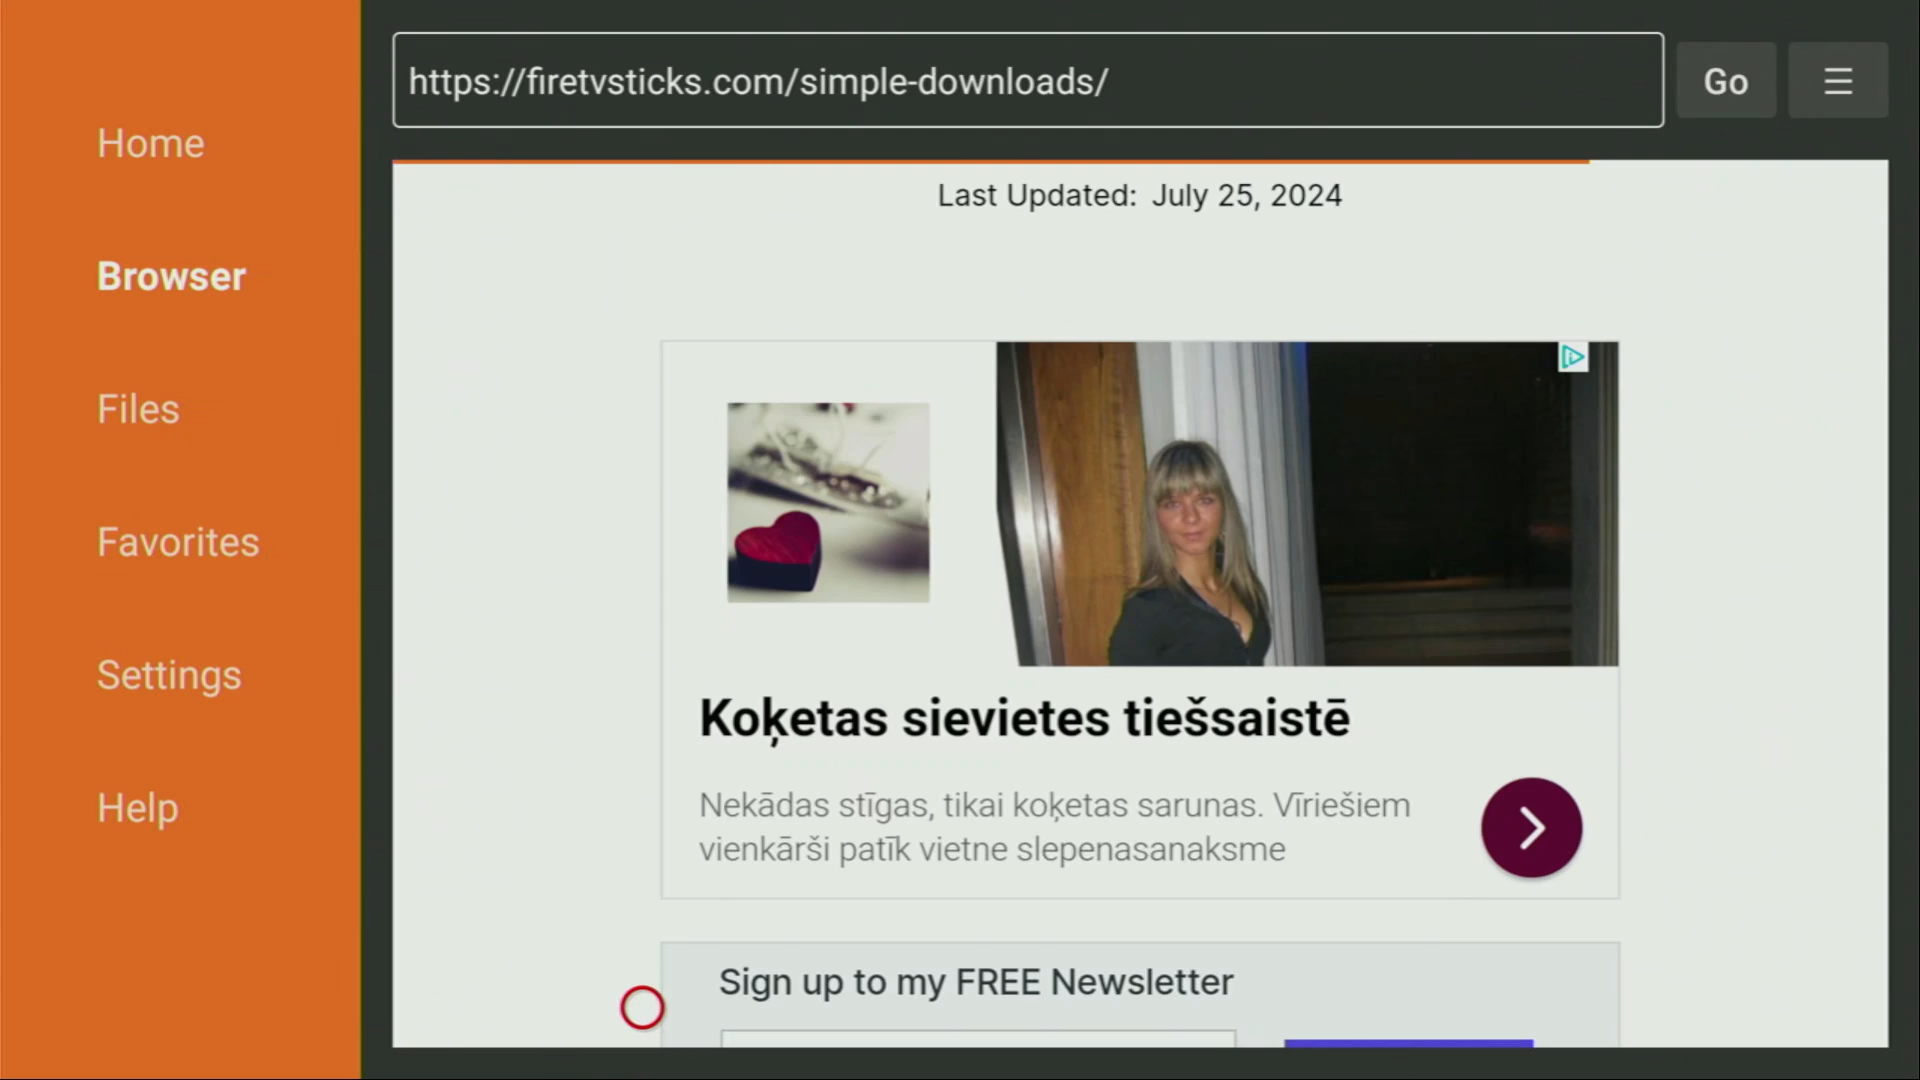 https://firetvsticks.com/simple-downloads/
Go
Home
Browser
Files
Favorites
Settings
Help
Last Updated: July 25, 2024
Koķetas sievietes tiešsaistē
Nekādas stīgas, tikai koķetas sarunas. Vīriešiem
vienkārši patīk vietne slepenasanaksme
Sign up to my FREE Newsletter